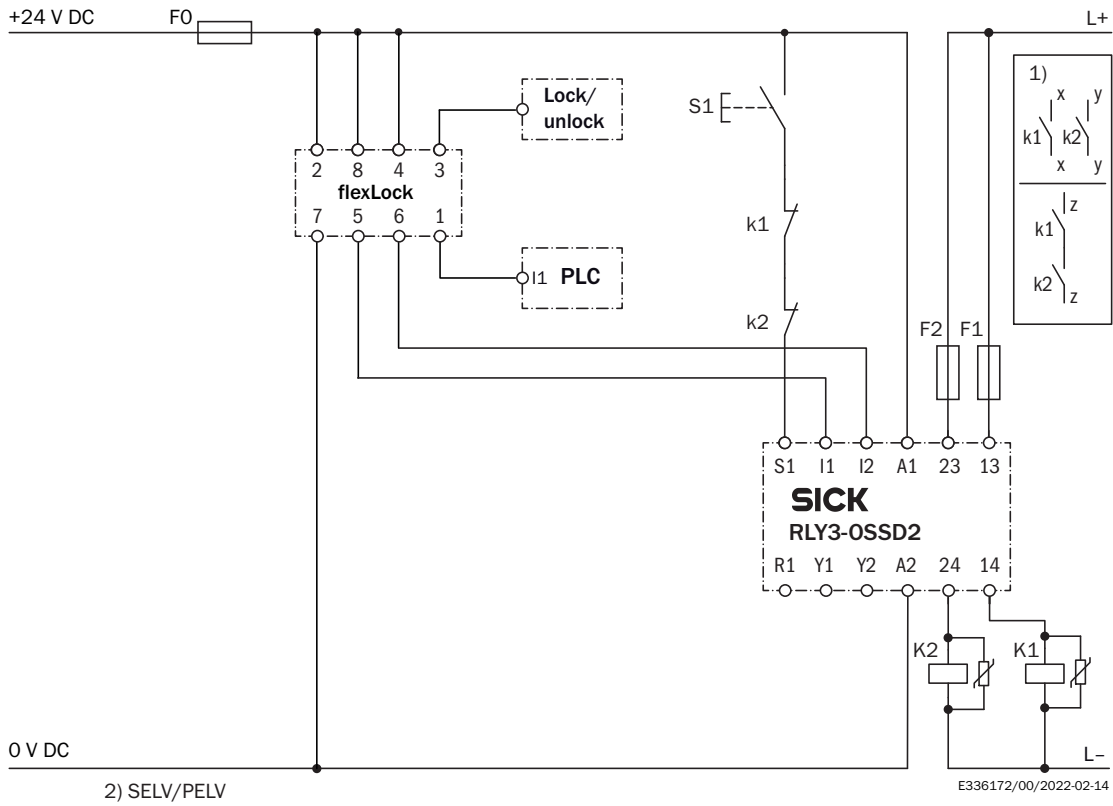 +24 V DC
F0
L+
1)
x
y
k1
k2
x
y
z
k1
k2
z
Lock/
unlock
S1
2 8 4 3
flexLock
7 5 6 1
k1
I1 PLC
k2
F2 F1
S1 I1 I2 A1 23 13
SICK
RLY3-OSSD2
R1 Y1 Y2 A2 24 14
K2
K1
0 V DC
L–
2) SELV/PELV
E336172/00/2022-02-14